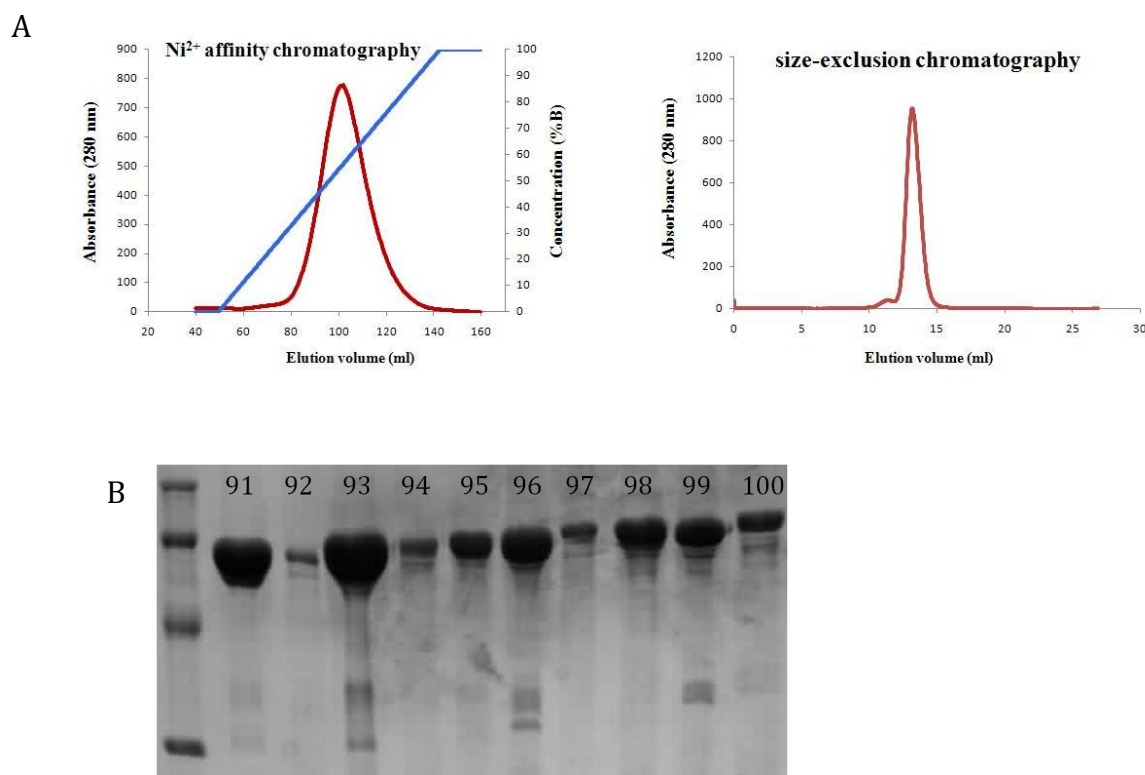 A
Ni²⁺ affinity chromatography
Absorbance (280 nm)
900
800
700
600
500
400
300
200
100
0
100
90
80
70
60
50
40
30
20
10
0
Concentration (%B)
20 40 60 80 100 120 140 160
Elution volume (ml)
size-exclusion chromatography
Absorbance (280 nm)
1200
1000
800
600
400
200
0
0 5 10 15 20 25 30
Elution volume (ml)
B
91 92 93 94 95 96 97 98 99 100